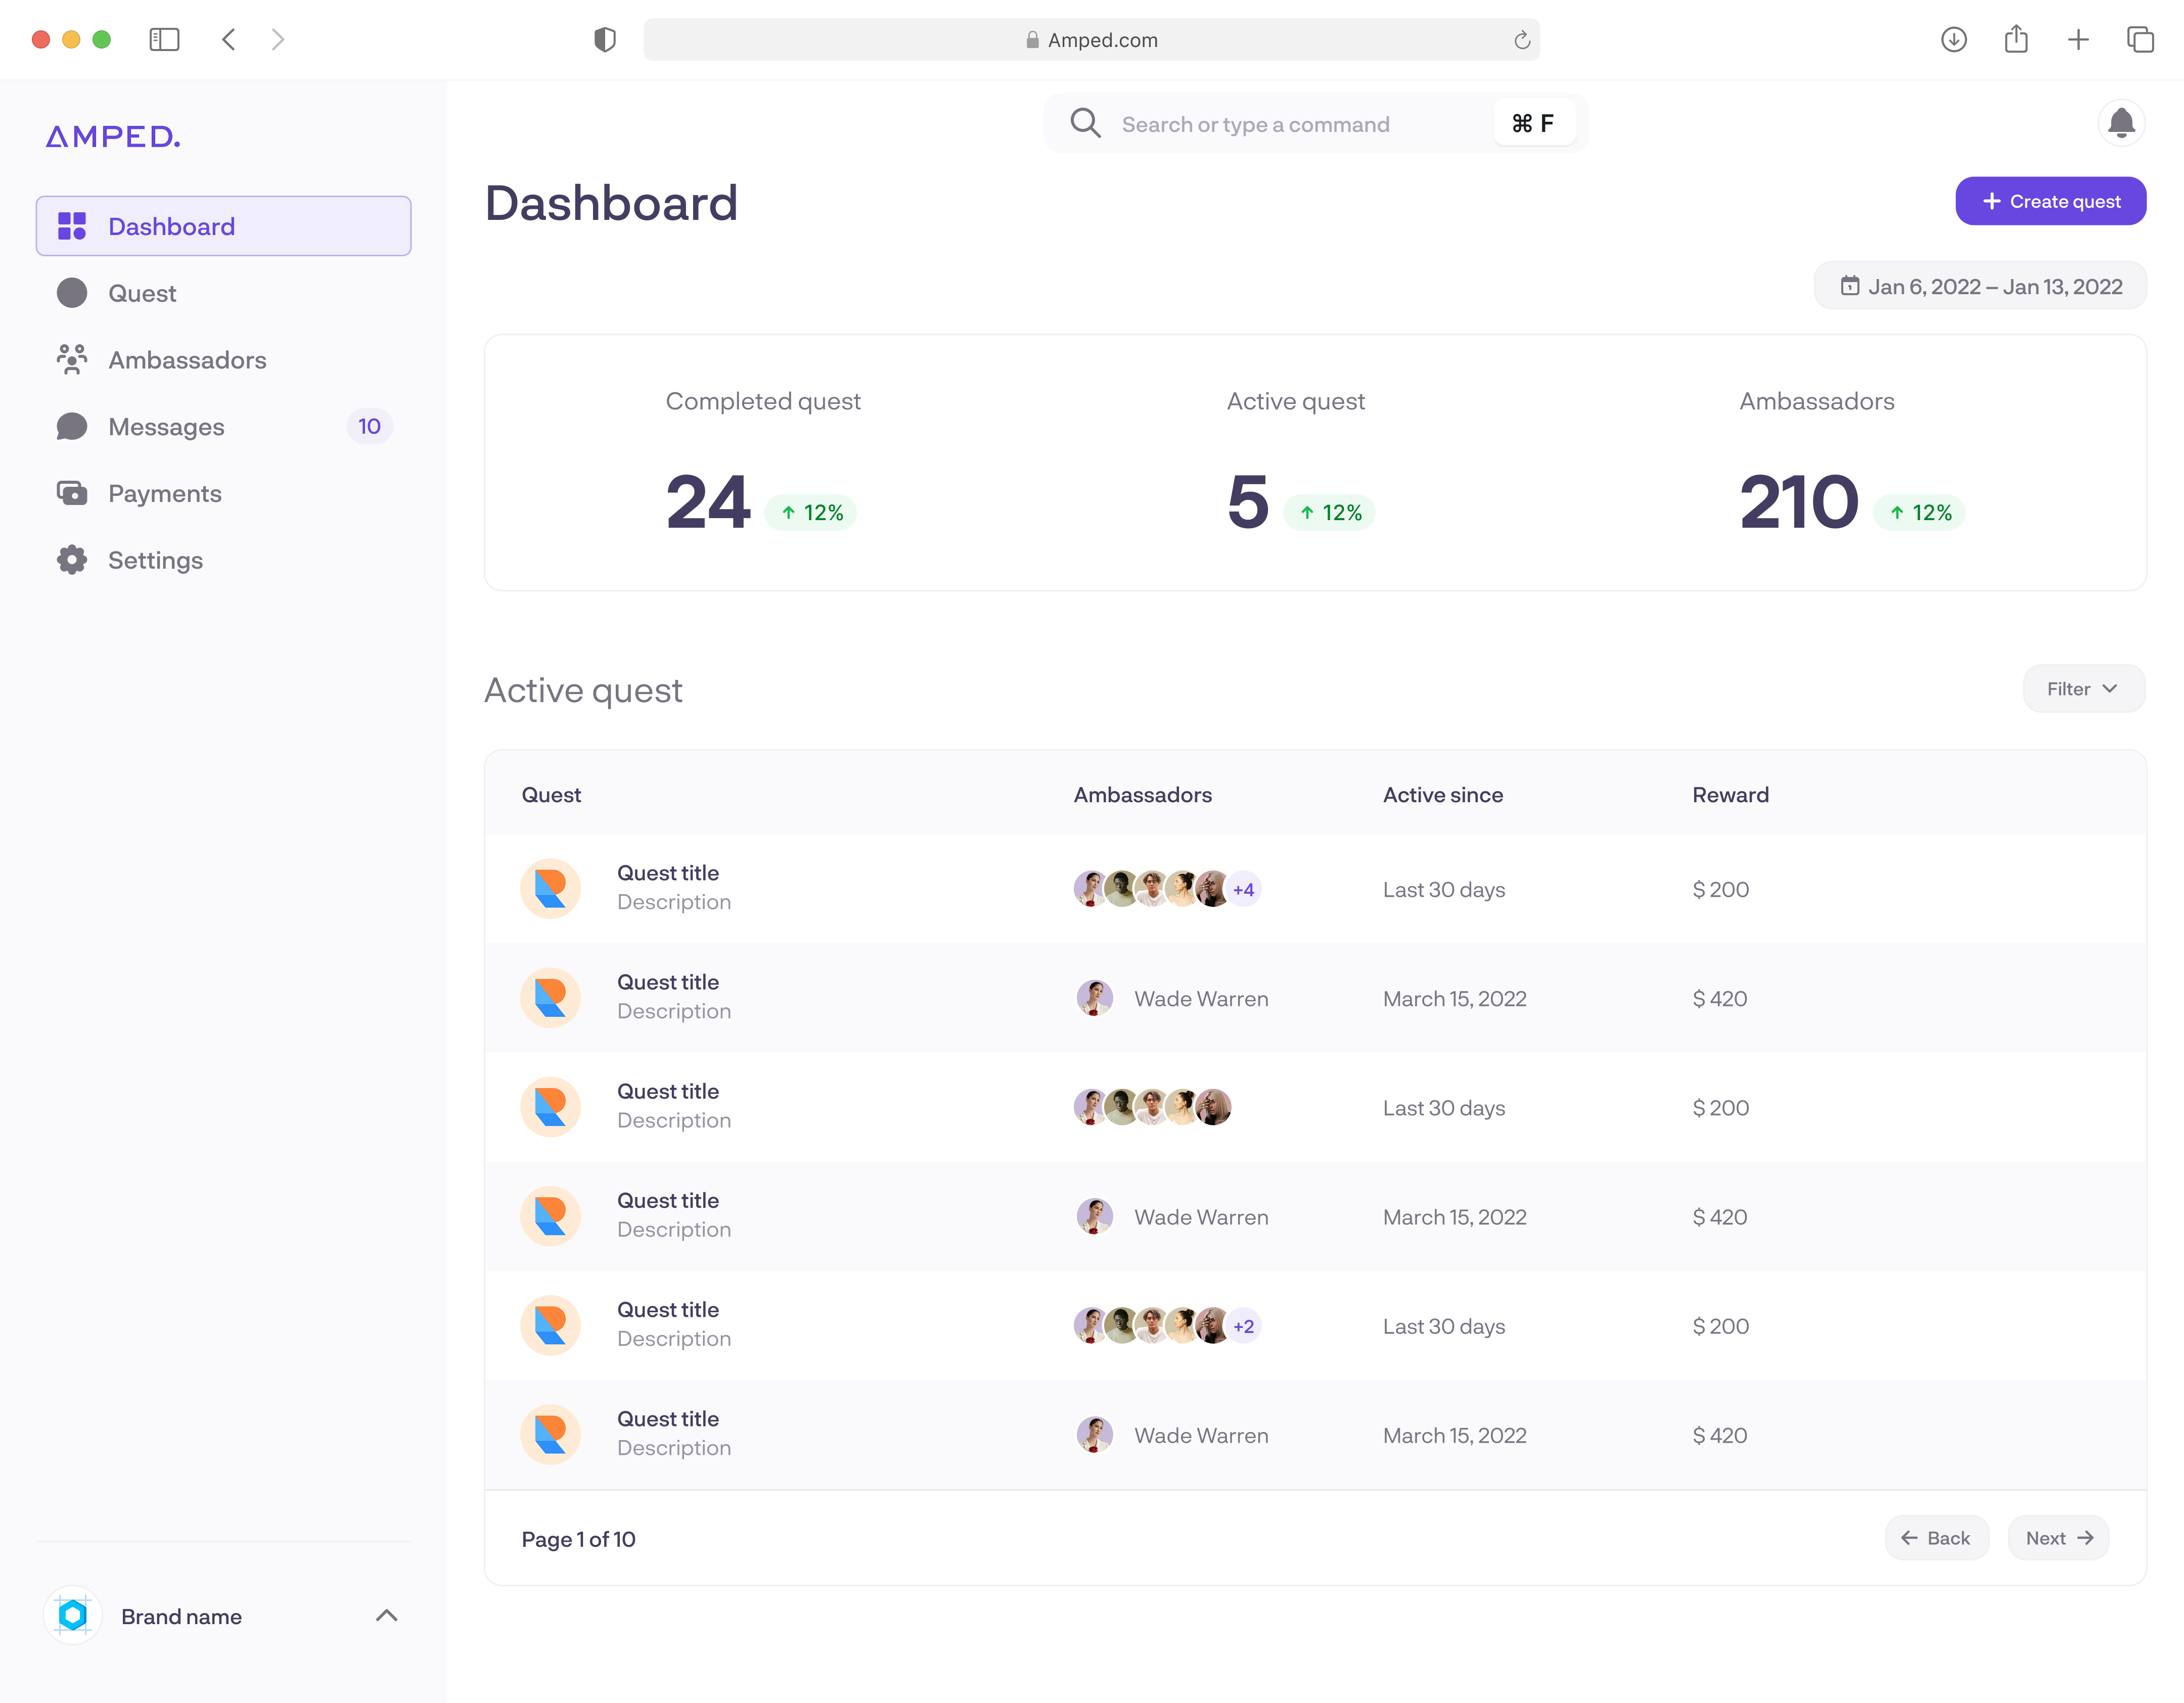 Amped.com
AMPED.
Search or type a command
⌘ F
Dashboard
Quest
Ambassadors
Messages 10
Payments
Settings
Brand name
Dashboard
+ Create quest
Jan 6, 2022 – Jan 13, 2022
Completed quest
24 ↑ 12%
Active quest
5 ↑ 12%
Ambassadors
210 ↑ 12%
Active quest
Filter
Quest Ambassadors Active since Reward
Quest title
Description
+4 Last 30 days $ 200
Quest title
Description
Wade Warren March 15, 2022 $ 420
Quest title
Description
Last 30 days $ 200
Quest title
Description
Wade Warren March 15, 2022 $ 420
Quest title
Description
+2 Last 30 days $ 200
Quest title
Description
Wade Warren March 15, 2022 $ 420
Page 1 of 10
← Back
Next →